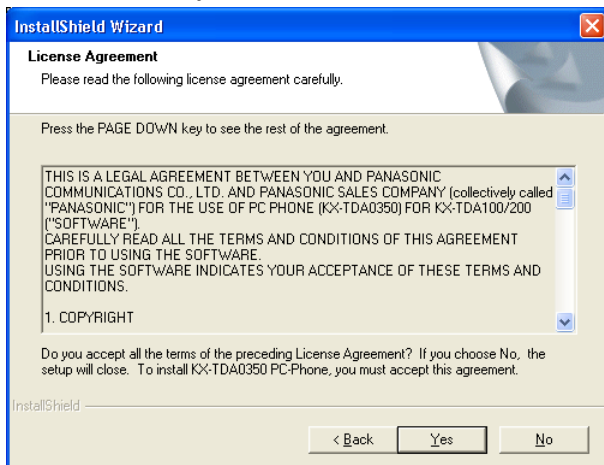 InstallShield Wizard
License Agreement
Please read the following license agreement carefully.
Press the PAGE DOWN key to see the rest of the agreement.
THIS IS A LEGAL AGREEMENT BETWEEN YOU AND PANASONIC
COMMUNICATIONS CO., LTD. AND PANASONIC SALES COMPANY (collectively called
"PANASONIC") FOR THE USE OF PC PHONE (KX-TDA0350) FOR KX-TDA100/200
("SOFTWARE").
CAREFULLY READ ALL THE TERMS AND CONDITIONS OF THIS AGREEMENT
PRIOR TO USING THE SOFTWARE.
USING THE SOFTWARE INDICATES YOUR ACCEPTANCE OF THESE TERMS AND
CONDITIONS.
1. COPYRIGHT
Do you accept all the terms of the preceding License Agreement? If you choose No, the
setup will close. To install KX-TDA0350 PC-Phone, you must accept this agreement.
InstallShield
< Back Yes No